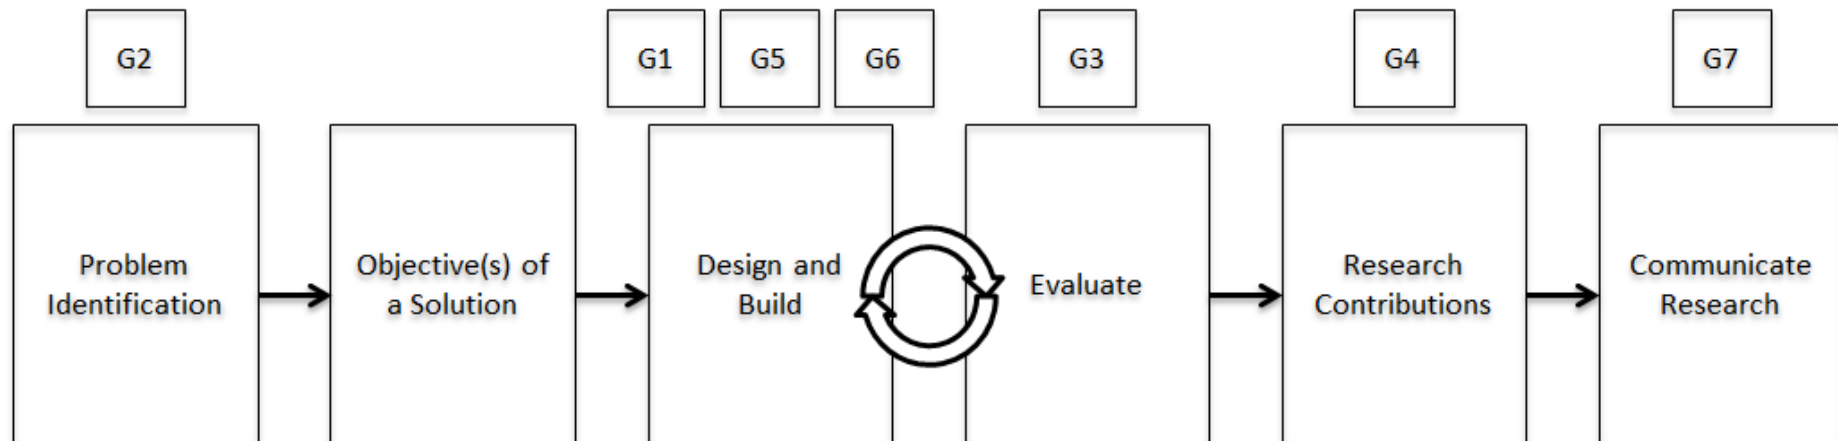 G2
G1
G5
G6
G3
G4
G7
Problem
Identification
Objective(s) of
a Solution
Design and
Build
Evaluate
Research
Contributions
Communicate
Research